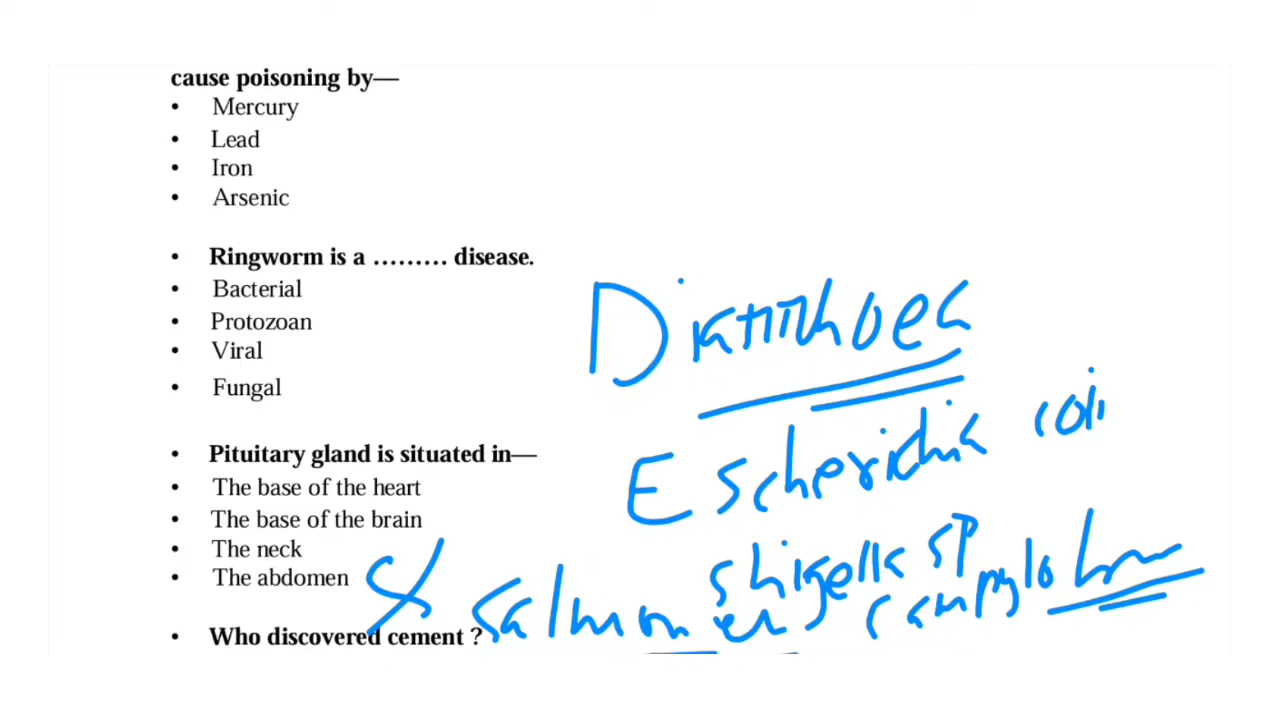 cause poisoning by—
• Mercury
• Lead
• Iron
• Arsenic
• Ringworm is a ……… disease.
• Bacterial
• Protozoan
• Viral
• Fungal
Diarrhoea
• Pituitary gland is situated in—
Escherichia coli
• The base of the heart
• The base of the brain
• The neck
• The abdomen
shigella sp
salmon
campylo
• Who discovered cement ?